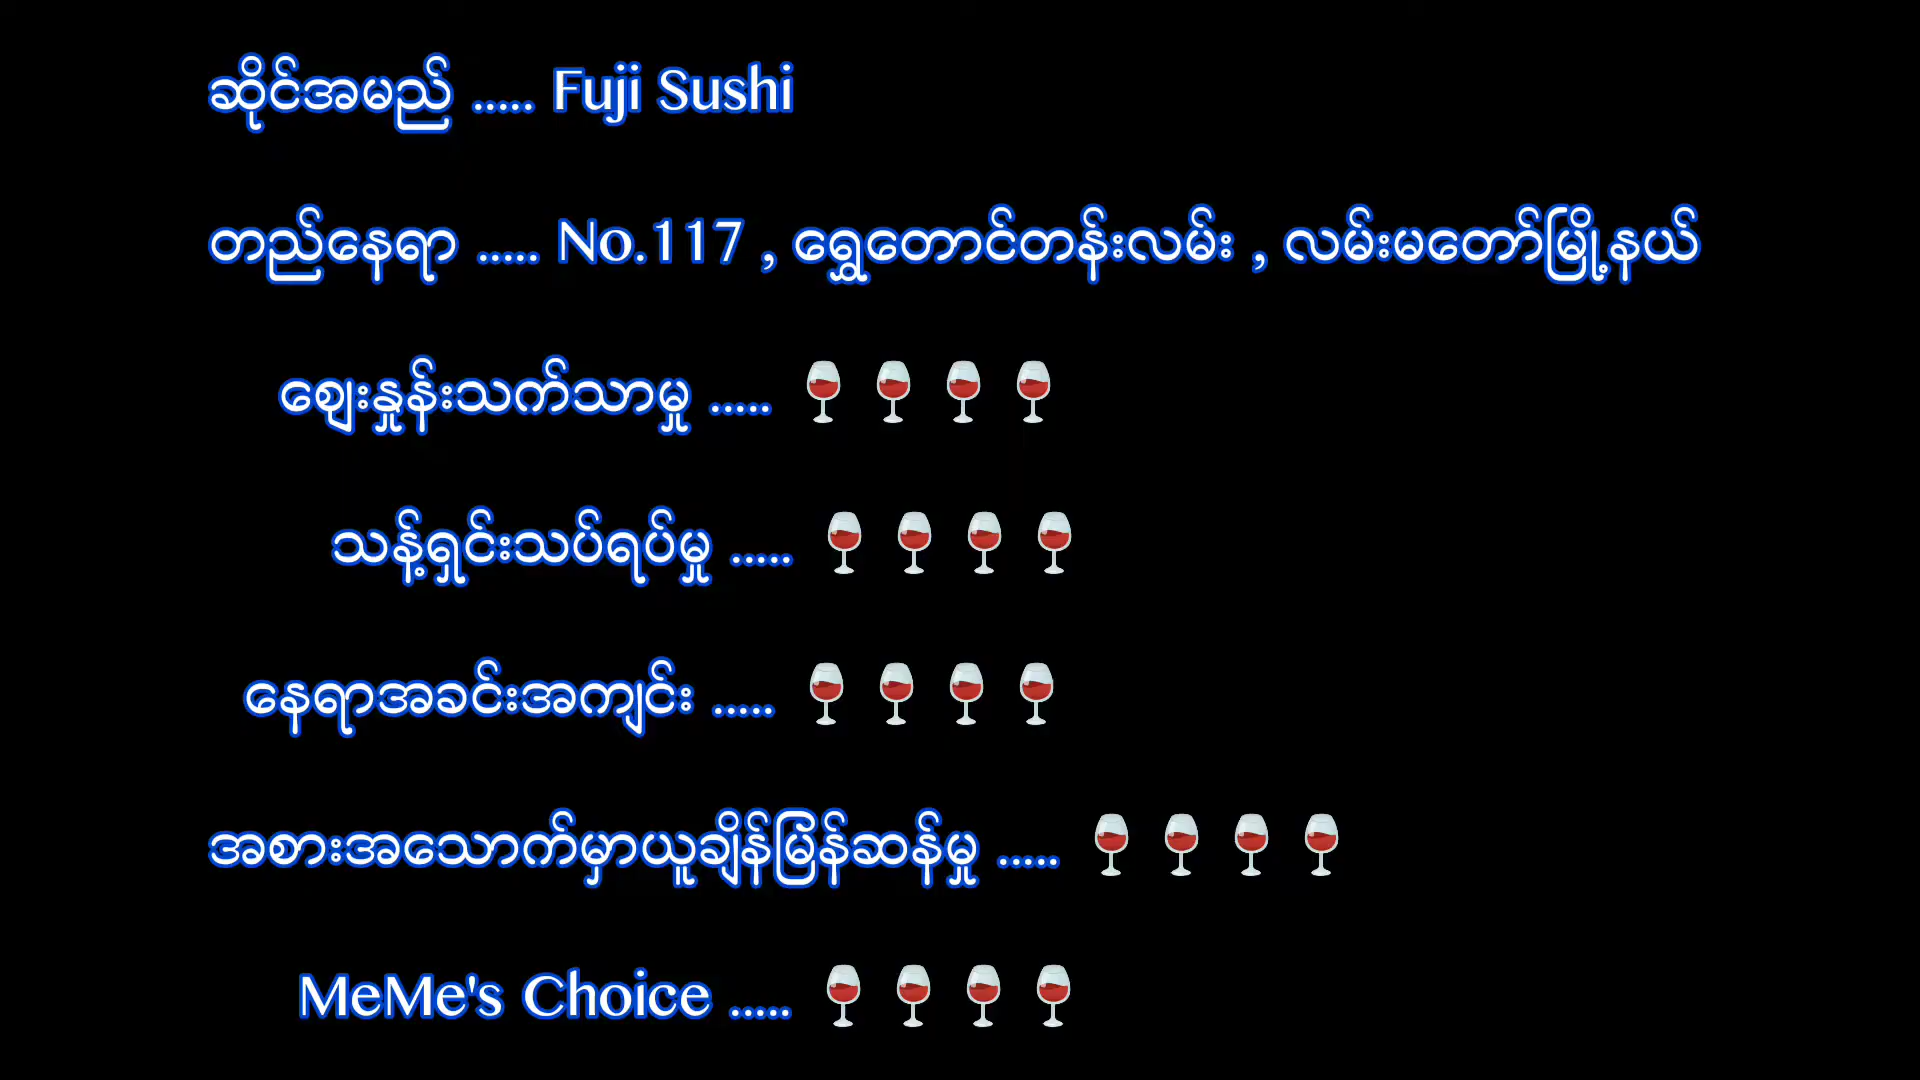 ဆိုင်အမည် ..... Fuji Sushi
တည်နေရာ ..... No.117 , ရွှေတောင်တန်းလမ်း , လမ်းမတော်မြို့နယ်
ဈေးနှုန်းသက်သာမှု ..... 🍷 🍷 🍷 🍷
သန့်ရှင်းသပ်ရပ်မှု ..... 🍷 🍷 🍷 🍷
နေရာအခင်းအကျင်း ..... 🍷 🍷 🍷 🍷
အစားအသောက်မှာယူချိန်မြန်ဆန်မှု ..... 🍷 🍷 🍷 🍷
MeMe's Choice ..... 🍷 🍷 🍷 🍷